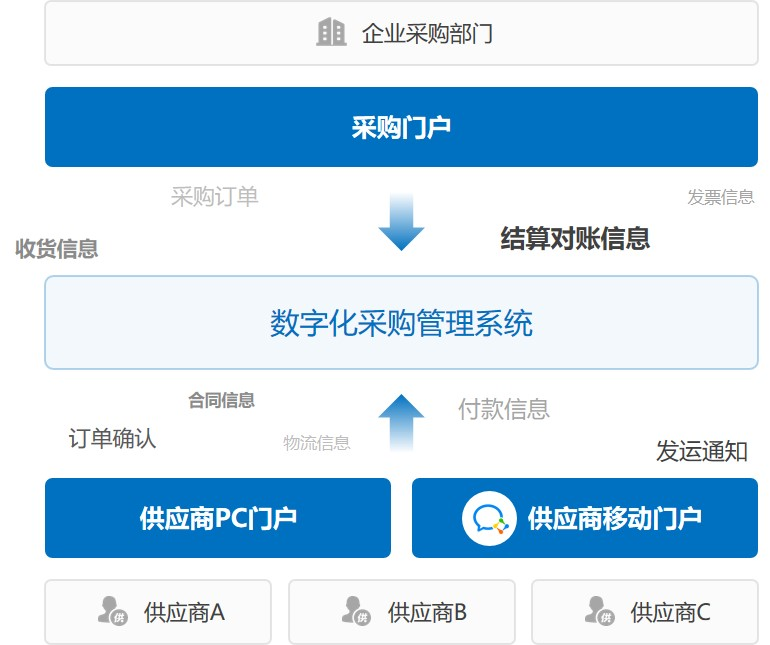 企业采购部门
采购门户
采购订单
发票信息
结算对账信息
收货信息
数字化采购管理系统
合同信息
付款信息
订单确认
物流信息
发运通知
供应商PC门户
供应商移动门户
供 供应商A
供 供应商B
供 供应商C